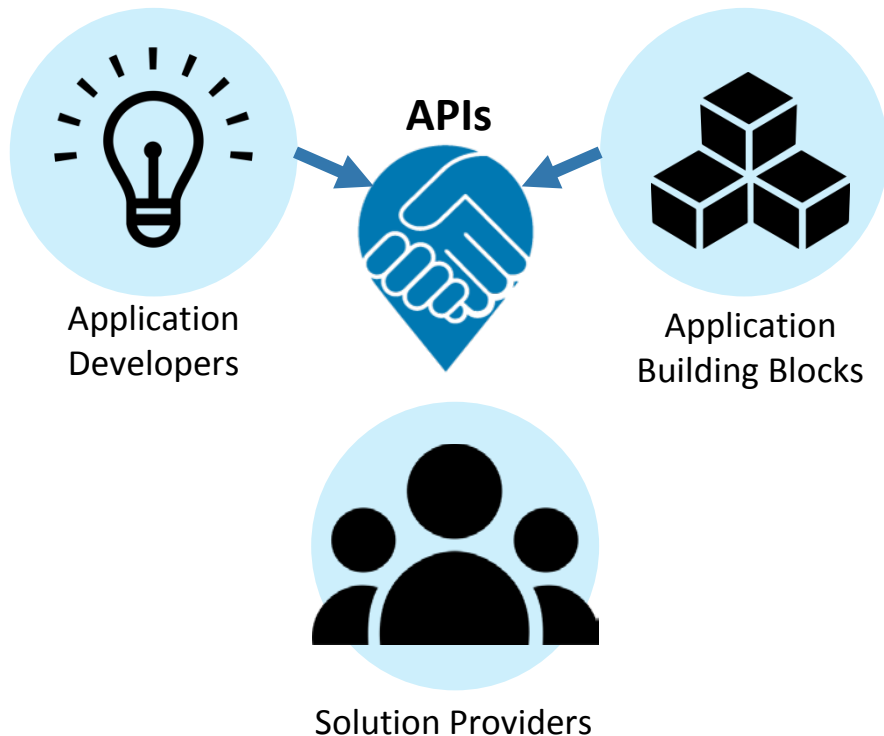 APIs
Application
Developers
Application
Building Blocks
Solution Providers